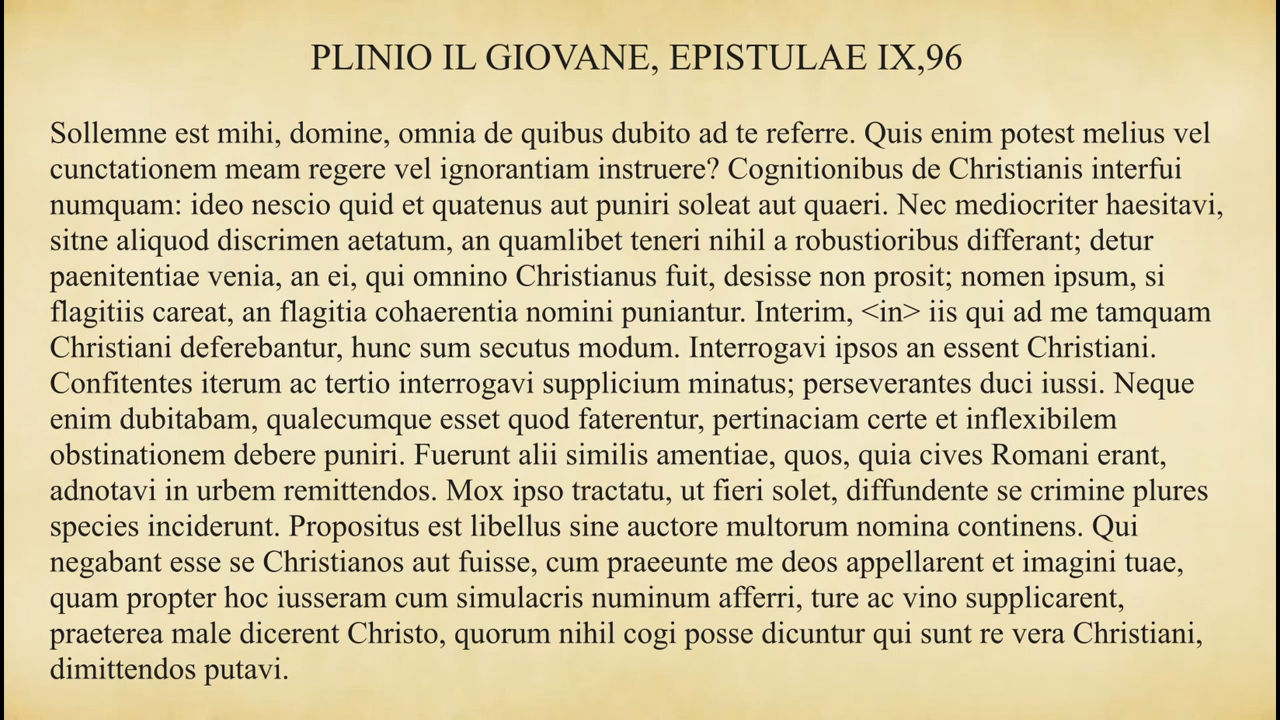 PLINIO IL GIOVANE, EPISTULAE IX,96
Sollemne est mihi, domine, omnia de quibus dubito ad te referre. Quis enim potest melius vel
cunctationem meam regere vel ignorantiam instruere? Cognitionibus de Christianis interfui
numquam: ideo nescio quid et quatenus aut puniri soleat aut quaeri. Nec mediocriter haesitavi,
sitne aliquod discrimen aetatum, an quamlibet teneri nihil a robustioribus differant; detur
paenitentiae venia, an ei, qui omnino Christianus fuit, desisse non prosit; nomen ipsum, si
flagitiis careat, an flagitia cohaerentia nomini puniantur. Interim, <in> iis qui ad me tamquam
Christiani deferebantur, hunc sum secutus modum. Interrogavi ipsos an essent Christiani.
Confitentes iterum ac tertio interrogavi supplicium minatus; perseverantes duci iussi. Neque
enim dubitabam, qualecumque esset quod faterentur, pertinaciam certe et inflexibilem
obstinationem debere puniri. Fuerunt alii similis amentiae, quos, quia cives Romani erant,
adnotavi in urbem remittendos. Mox ipso tractatu, ut fieri solet, diffundente se crimine plures
species inciderunt. Propositus est libellus sine auctore multorum nomina continens. Qui
negabant esse se Christianos aut fuisse, cum praeeunte me deos appellarent et imagini tuae,
quam propter hoc iusseram cum simulacris numinum afferri, ture ac vino supplicarent,
praeterea male dicerent Christo, quorum nihil cogi posse dicuntur qui sunt re vera Christiani,
dimittendos putavi.